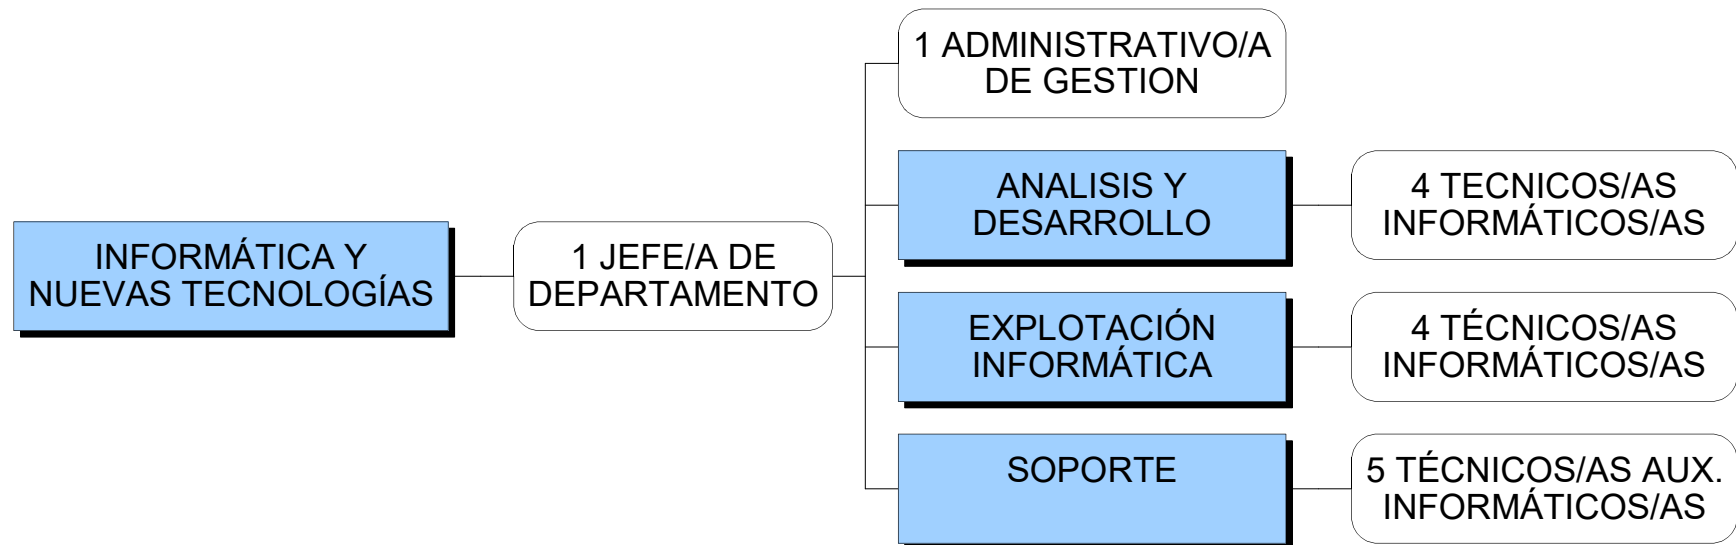 INFORMÁTICA Y
NUEVAS TECNOLOGÍAS
1 JEFE/A DE
DEPARTAMENTO
1 ADMINISTRATIVO/A
DE GESTION
ANALISIS Y
DESARROLLO
4 TECNICOS/AS
INFORMÁTICOS/AS
EXPLOTACIÓN
INFORMÁTICA
4 TÉCNICOS/AS
INFORMÁTICOS/AS
SOPORTE
5 TÉCNICOS/AS AUX.
INFORMÁTICOS/AS